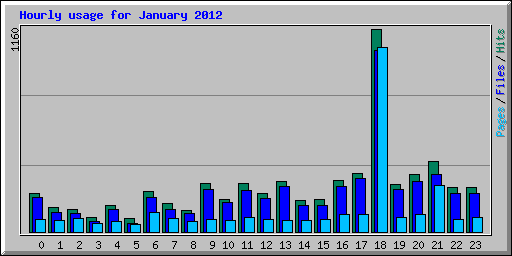 Hourly usage for January 2012
1160
Pages / Files / Hits
0 1 2 3 4 5 6 7 8 9 10 11 12 13 14 15 16 17 18 19 20 21 22 23